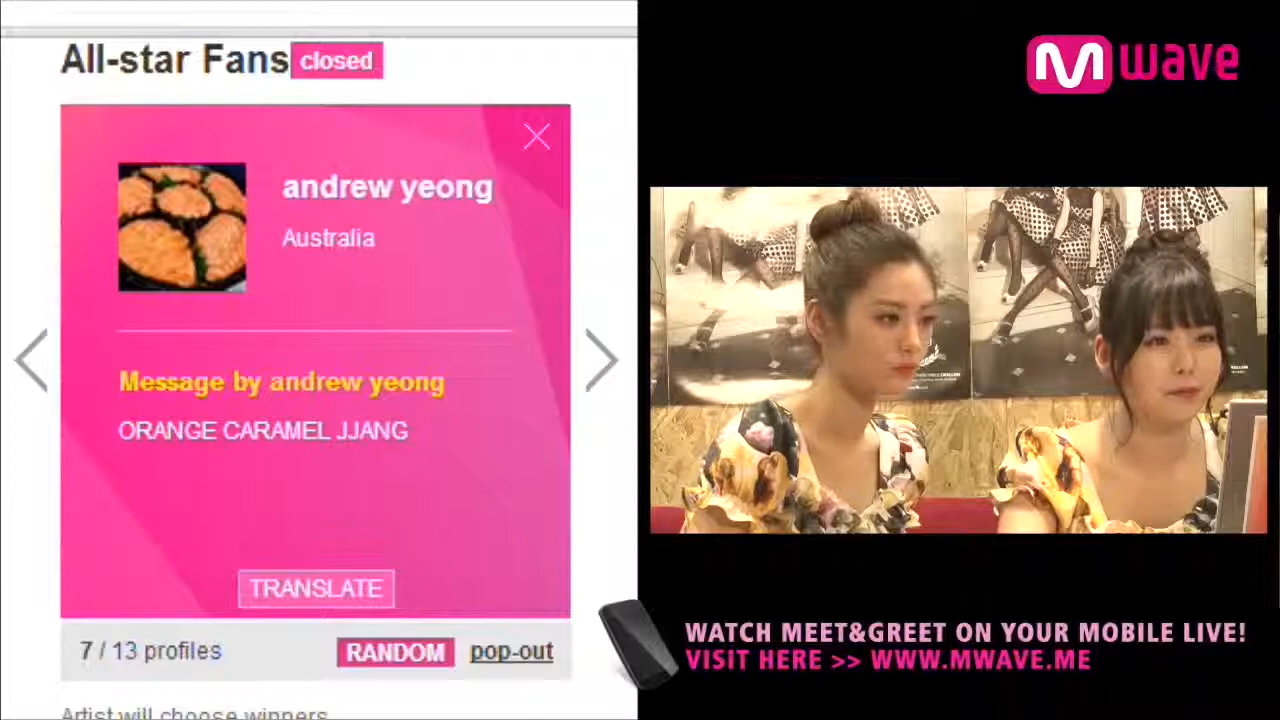 All-star Fans closed
andrew yeong
Australia
Message by andrew yeong
ORANGE CARAMEL JJANG
TRANSLATE
7 / 13 profiles RANDOM pop-out
Artist will choose winners
M wave
WATCH MEET&GREET ON YOUR MOBILE LIVE!
VISIT HERE >> WWW.MWAVE.ME